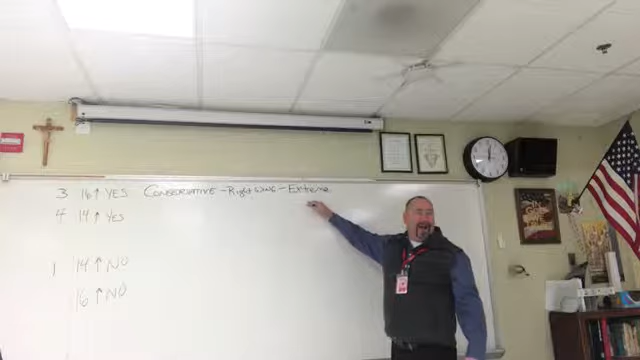 3 16↑ YES CONSERVATIVE - Right wing - Extreme
4 14↑ YES
1 14↑ NO
16↑ NO